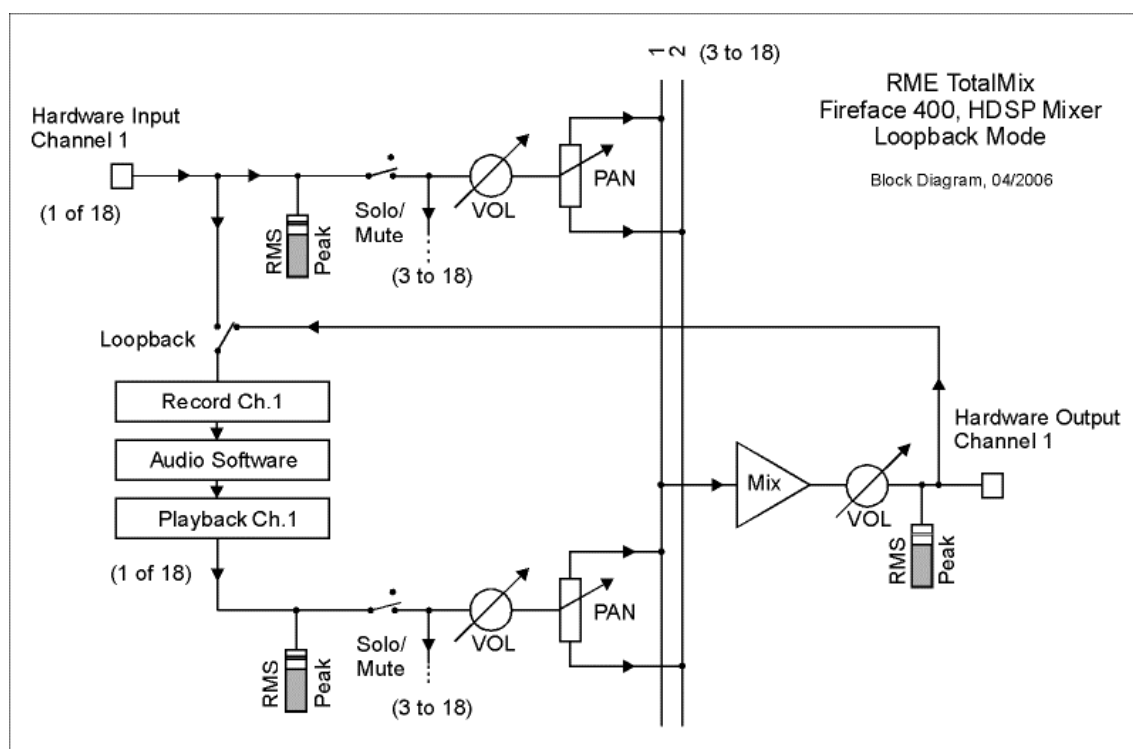 1
2
(3 to 18)
RME TotalMix
Fireface 400, HDSP Mixer
Loopback Mode
Block Diagram, 04/2006
Hardware Input
Channel 1
(1 of 18)
RMS
Peak
Solo/
Mute
(3 to 18)
VOL
PAN
Loopback
Record Ch.1
Audio Software
Playback Ch.1
(1 of 18)
Mix
VOL
Hardware Output
Channel 1
RMS
Peak
RMS
Peak
Solo/
Mute
(3 to 18)
VOL
PAN